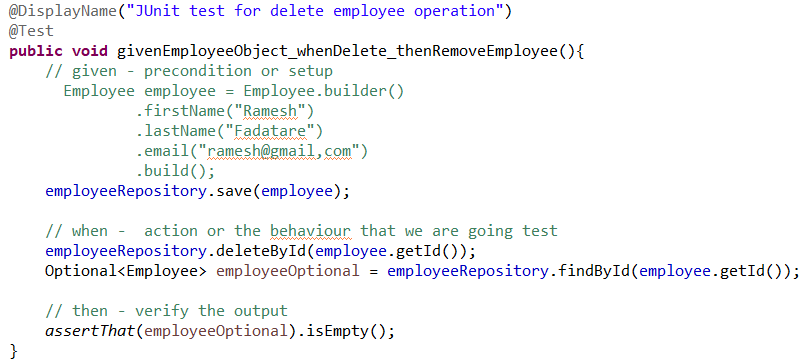 @DisplayName("JUnit test for delete employee operation")
@Test
public void givenEmployeeObject_whenDelete_thenRemoveEmployee(){
    // given - precondition or setup
      Employee employee = Employee.builder()
              .firstName("Ramesh")
              .lastName("Fadatare")
              .email("ramesh@gmail,com")
              .build();
    employeeRepository.save(employee);

    // when -  action or the behaviour that we are going test
    employeeRepository.deleteById(employee.getId());
    Optional<Employee> employeeOptional = employeeRepository.findById(employee.getId());

    // then - verify the output
    assertThat(employeeOptional).isEmpty();
}